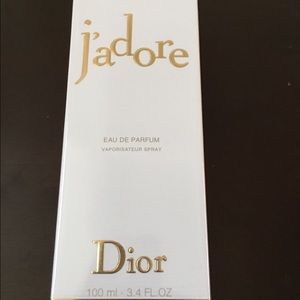 j'adore
EAU DE PARFUM
VAPORISATEUR SPRAY
Dior
100 ml · 3.4 FL.OZ